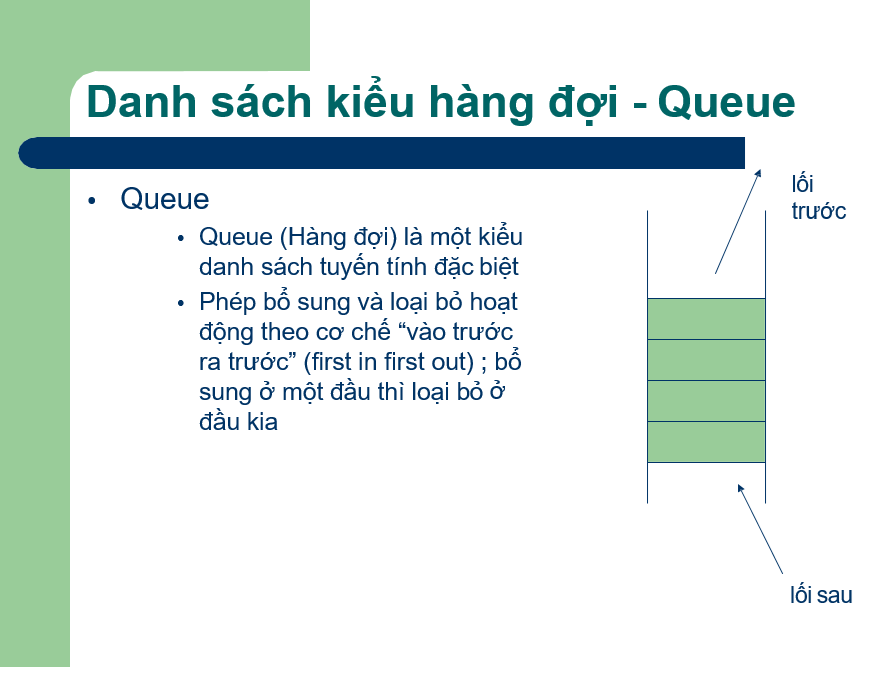 Danh sách kiểu hàng đợi - Queue
• Queue
• Queue (Hàng đợi) là một kiểu
danh sách tuyến tính đặc biệt
• Phép bổ sung và loại bỏ hoạt
động theo cơ chế “vào trước
ra trước” (first in first out) ; bổ
sung ở một đầu thì loại bỏ ở
đầu kia
lối
trước
lối sau